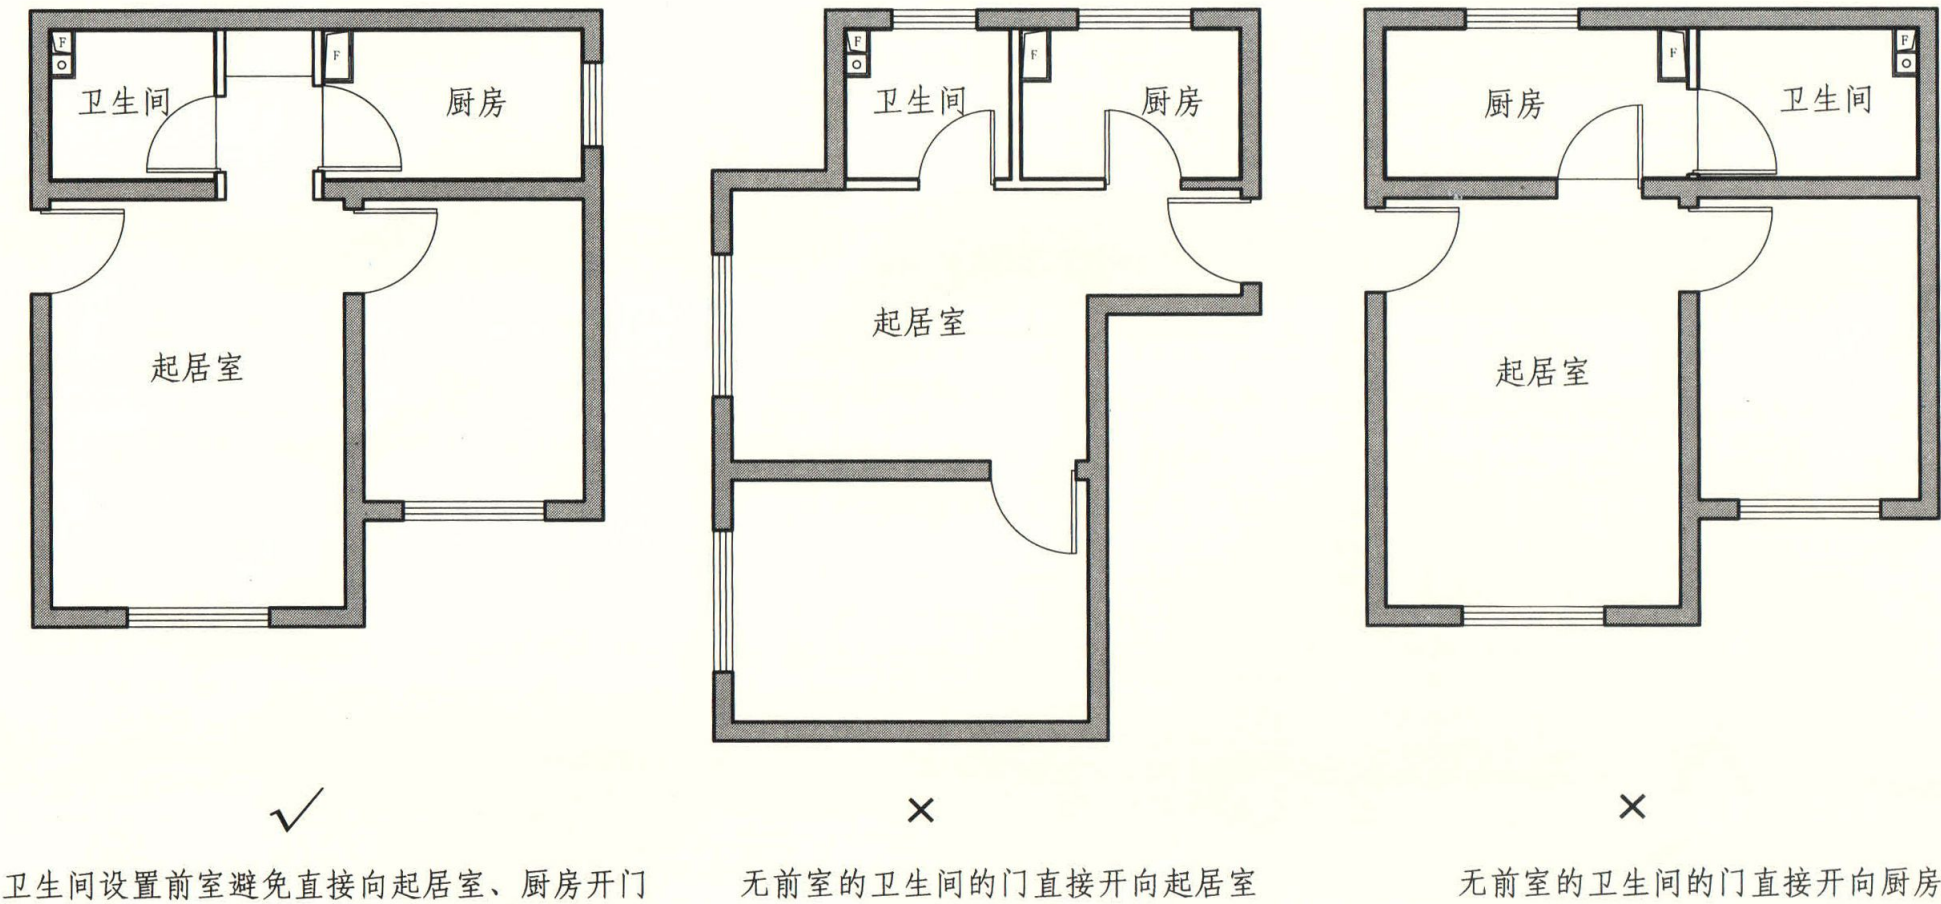 F
卫生间
F
厨房
起居室
√
卫生间设置前室避免直接向起居室、厨房开门
F
卫生间
F
厨房
起居室
×
无前室的卫生间的门直接开向起居室
厨房
F
卫生间
F
起居室
×
无前室的卫生间的门直接开向厨房